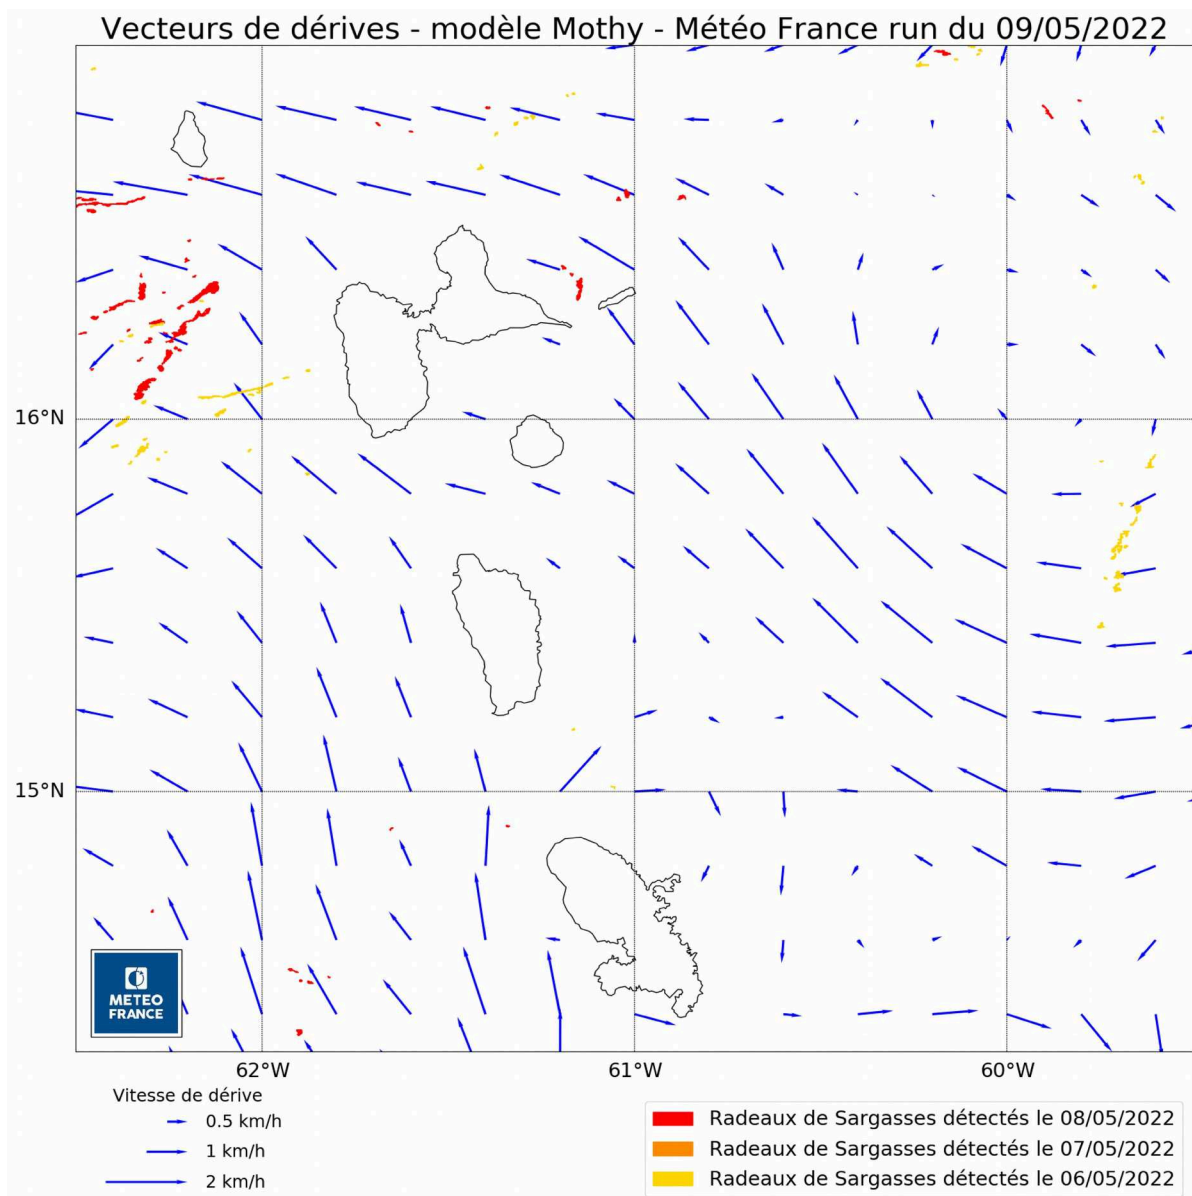 Vecteurs de dérives - modèle Mothy - Météo France run du 09/05/2022
16°N
15°N
METEO
FRANCE
62°W
61°W
60°W
Vitesse de dérive
0.5 km/h
1 km/h
2 km/h
Radeaux de Sargasses détectés le 08/05/2022
Radeaux de Sargasses détectés le 07/05/2022
Radeaux de Sargasses détectés le 06/05/2022